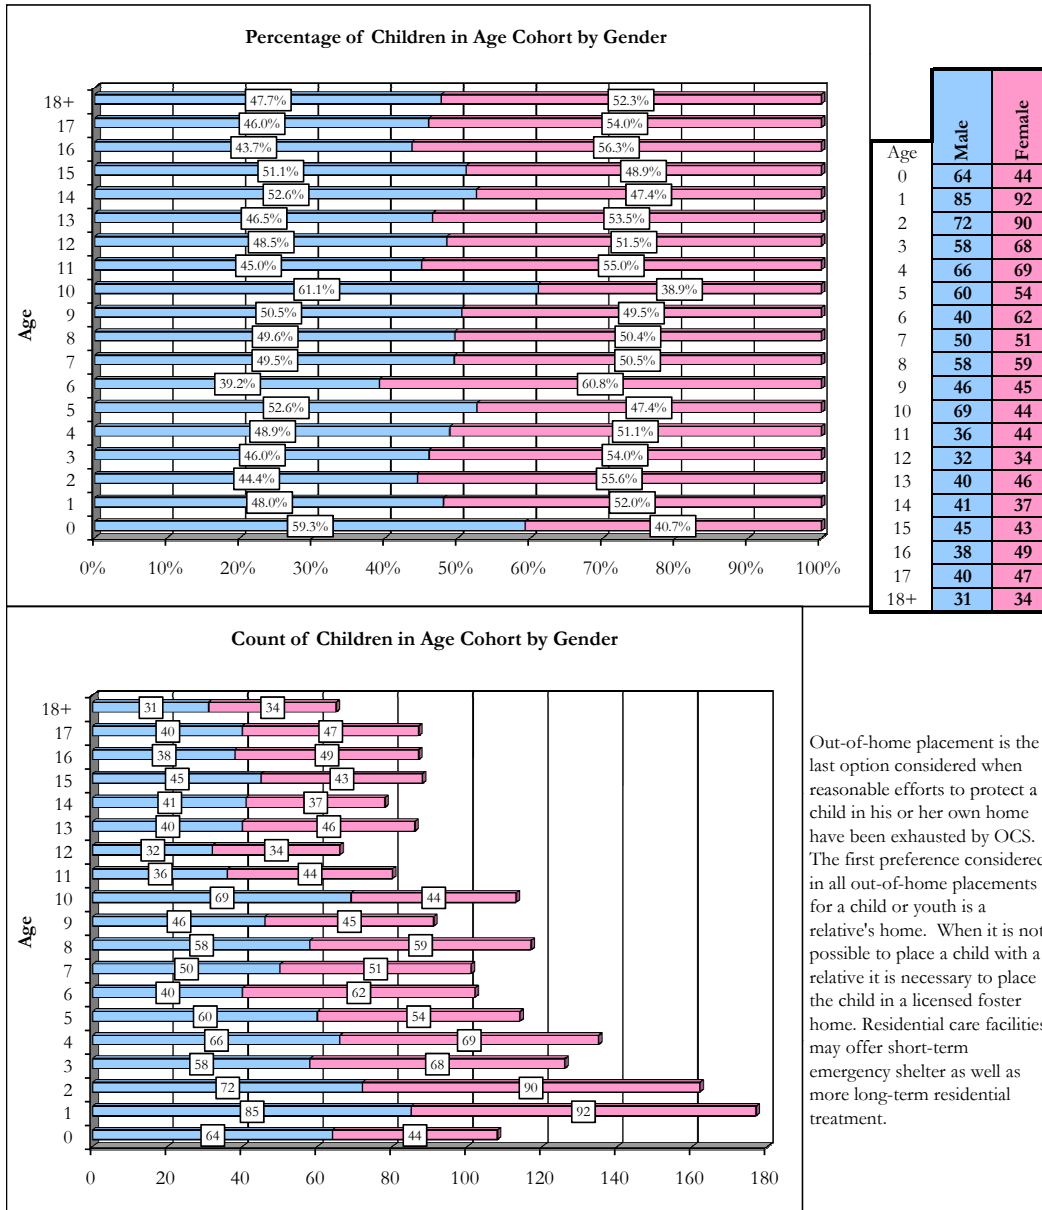 Percentage of Children in Age Cohort by Gender
18+ 47.7% 52.3%
17 46.0% 54.0%
16 43.7% 56.3%
15 51.1% 48.9%
14 52.6% 47.4%
13 46.5% 53.5%
12 48.5% 51.5%
11 45.0% 55.0%
10 61.1% 38.9%
9 50.5% 49.5%
8 49.6% 50.4%
7 49.5% 50.5%
6 39.2% 60.8%
5 52.6% 47.4%
4 48.9% 51.1%
3 46.0% 54.0%
2 44.4% 55.6%
1 48.0% 52.0%
0 59.3% 40.7%
Age
0% 10% 20% 30% 40% 50% 60% 70% 80% 90% 100%
Age Male Female
0 64 44
1 85 92
2 72 90
3 58 68
4 66 69
5 60 54
6 40 62
7 50 51
8 58 59
9 46 45
10 69 44
11 36 44
12 32 34
13 40 46
14 41 37
15 45 43
16 38 49
17 40 47
18+ 31 34
Count of Children in Age Cohort by Gender
18+ 31 34
17 40 47
16 38 49
15 45 43
14 41 37
13 40 46
12 32 34
11 36 44
10 69 44
9 46 45
8 58 59
7 50 51
6 40 62
5 60 54
4 66 69
3 58 68
2 72 90
1 85 92
0 64 44
Age
0 20 40 60 80 100 120 140 160 180
Out-of-home placement is the
last option considered when
reasonable efforts to protect a
child in his or her own home
have been exhausted by OCS.
The first preference considered
in all out-of-home placements
for a child or youth is a
relative's home. When it is not
possible to place a child with a
relative it is necessary to place
the child in a licensed foster
home. Residential care facilities
may offer short-term
emergency shelter as well as
more long-term residential
treatment.